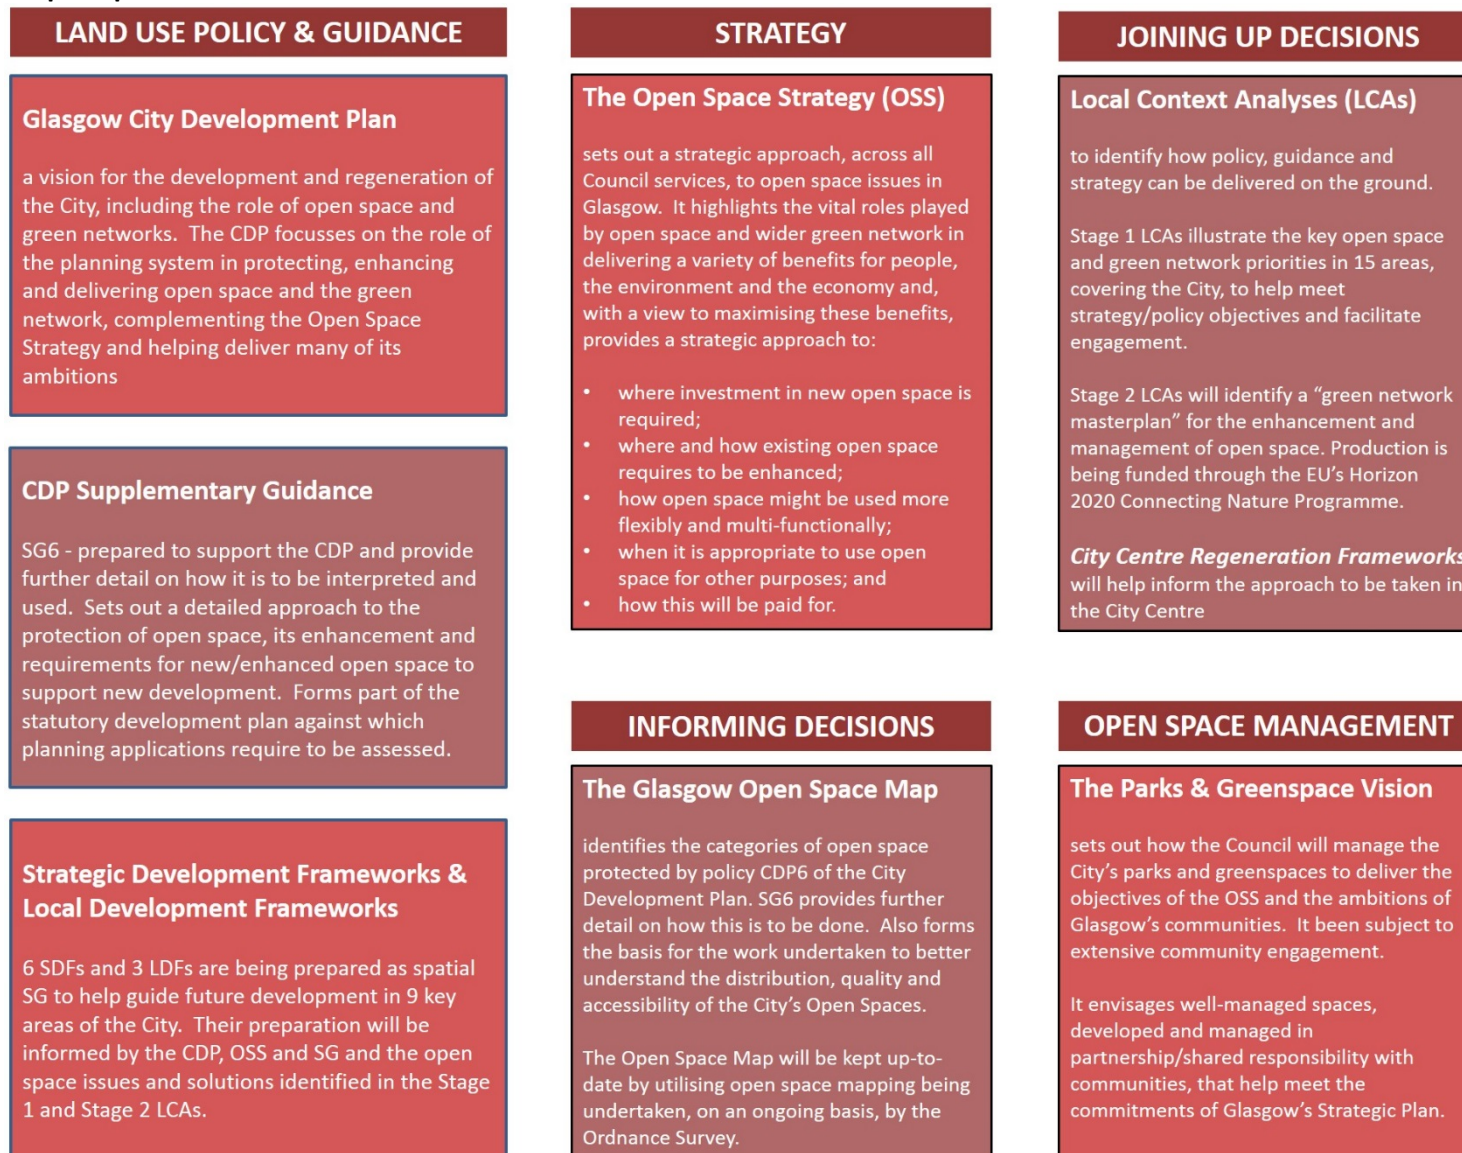 LAND USE POLICY & GUIDANCE
Glasgow City Development Plan
a vision for the development and regeneration of
the City, including the role of open space and
green networks.  The CDP focusses on the role of
the planning system in protecting, enhancing
and delivering open space and the green
network, complementing the Open Space
Strategy and helping deliver many of its
ambitions
CDP Supplementary Guidance
SG6 - prepared to support the CDP and provide
further detail on how it is to be interpreted and
used.  Sets out a detailed approach to the
protection of open space, its enhancement and
requirements for new/enhanced open space to
support new development.  Forms part of the
statutory development plan against which
planning applications require to be assessed.
Strategic Development Frameworks &
Local Development Frameworks
6 SDFs and 3 LDFs are being prepared as spatial
SG to help guide future development in 9 key
areas of the City.  Their preparation will be
informed by the CDP, OSS and SG and the open
space issues and solutions identified in the Stage
1 and Stage 2 LCAs.
STRATEGY
The Open Space Strategy (OSS)
sets out a strategic approach, across all
Council services, to open space issues in
Glasgow.  It highlights the vital roles played
by open space and wider green network in
delivering a variety of benefits for people,
the environment and the economy and,
with a view to maximising these benefits,
provides a strategic approach to:
• where investment in new open space is
required;
• where and how existing open space
requires to be enhanced;
• how open space might be used more
flexibly and multi-functionally;
• when it is appropriate to use open
space for other purposes; and
• how this will be paid for.
INFORMING DECISIONS
The Glasgow Open Space Map
identifies the categories of open space
protected by policy CDP6 of the City
Development Plan. SG6 provides further
detail on how this is to be done.  Also forms
the basis for the work undertaken to better
understand the distribution, quality and
accessibility of the City's Open Spaces.
The Open Space Map will be kept up-to-
date by utilising open space mapping being
undertaken, on an ongoing basis, by the
Ordnance Survey.
JOINING UP DECISIONS
Local Context Analyses (LCAs)
to identify how policy, guidance and
strategy can be delivered on the ground.
Stage 1 LCAs illustrate the key open space
and green network priorities in 15 areas,
covering the City, to help meet
strategy/policy objectives and facilitate
engagement.
Stage 2 LCAs will identify a “green network
masterplan” for the enhancement and
management of open space. Production is
being funded through the EU’s Horizon
2020 Connecting Nature Programme.
City Centre Regeneration Frameworks
will help inform the approach to be taken in
the City Centre
OPEN SPACE MANAGEMENT
The Parks & Greenspace Vision
sets out how the Council will manage the
City’s parks and greenspaces to deliver the
objectives of the OSS and the ambitions of
Glasgow’s communities.  It been subject to
extensive community engagement.
It envisages well-managed spaces,
developed and managed in
partnership/shared responsibility with
communities, that help meet the
commitments of Glasgow’s Strategic Plan.